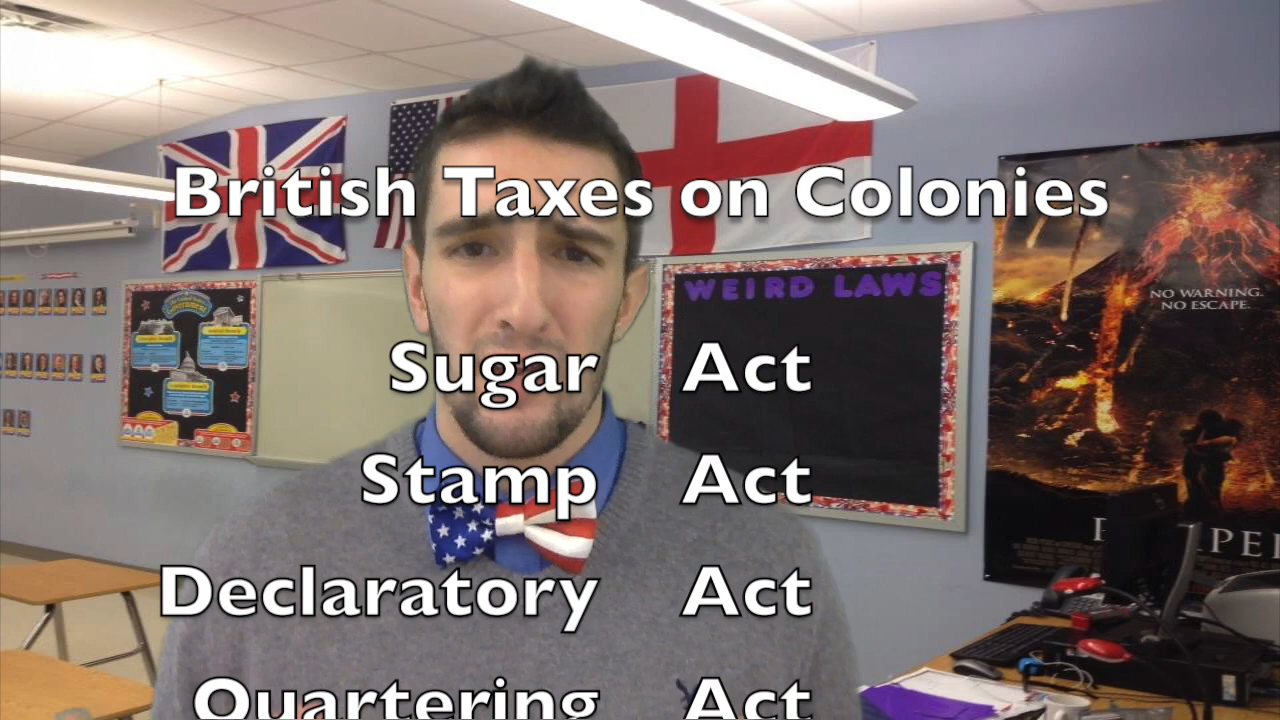 British Taxes on Colonies
WEIRD LAWS
NO WARNING.
NO ESCAPE.
Sugar Act
Stamp Act
Declaratory Act
Quartering Act